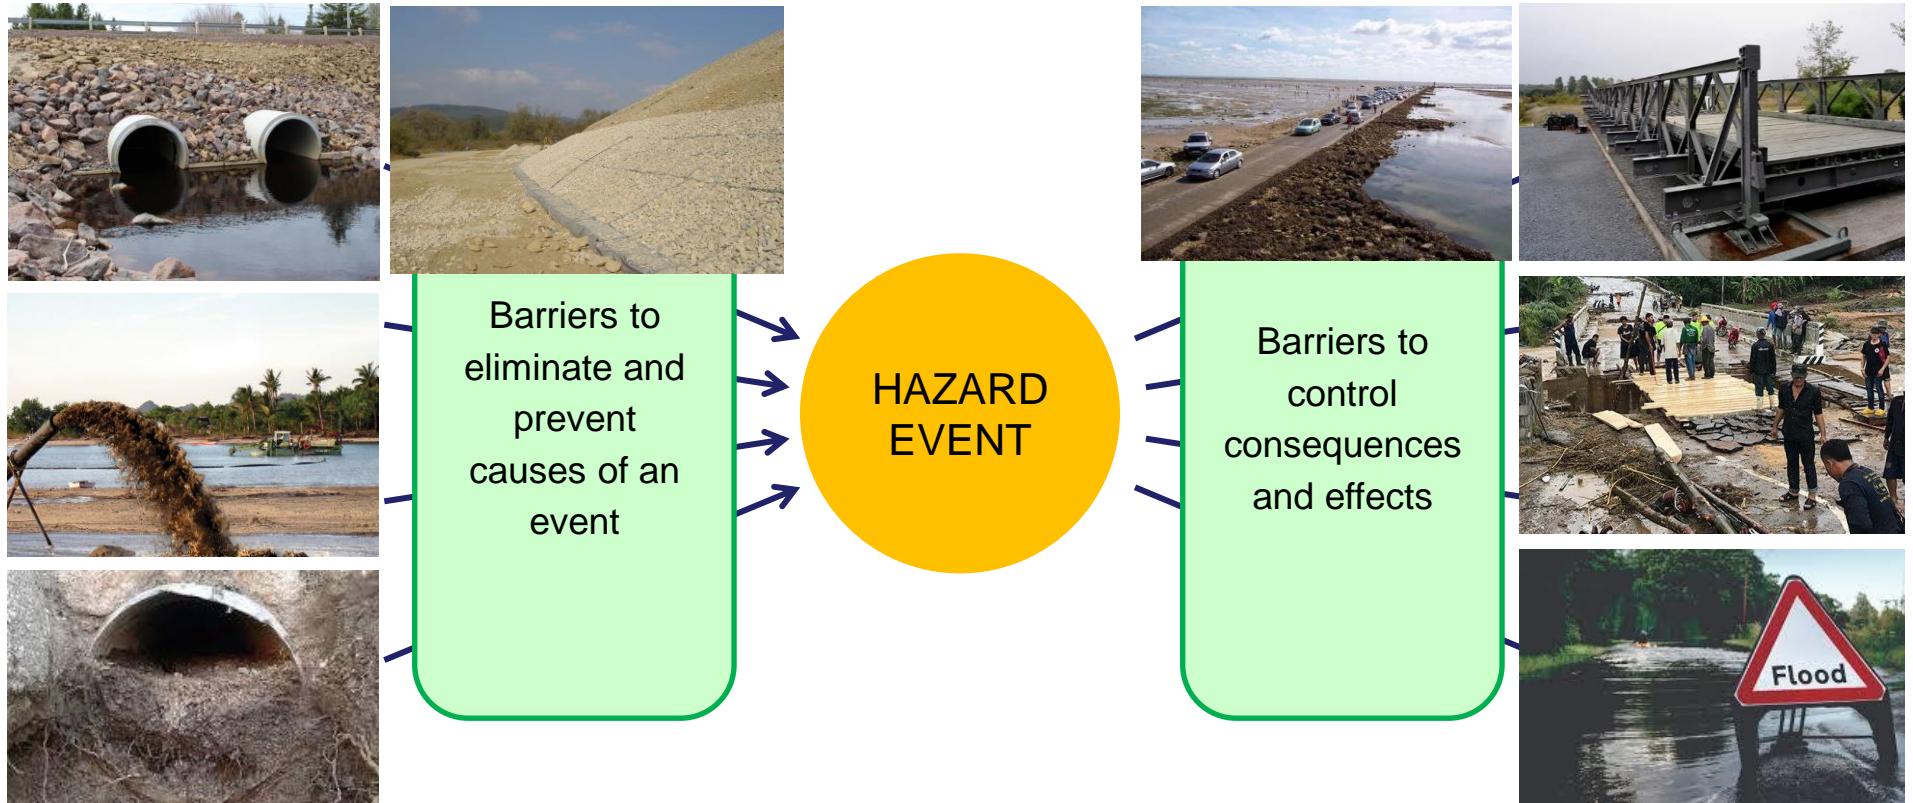 Barriers to
eliminate and
prevent
causes of an
event
HAZARD
EVENT
Barriers to
control
consequences
and effects
Flood